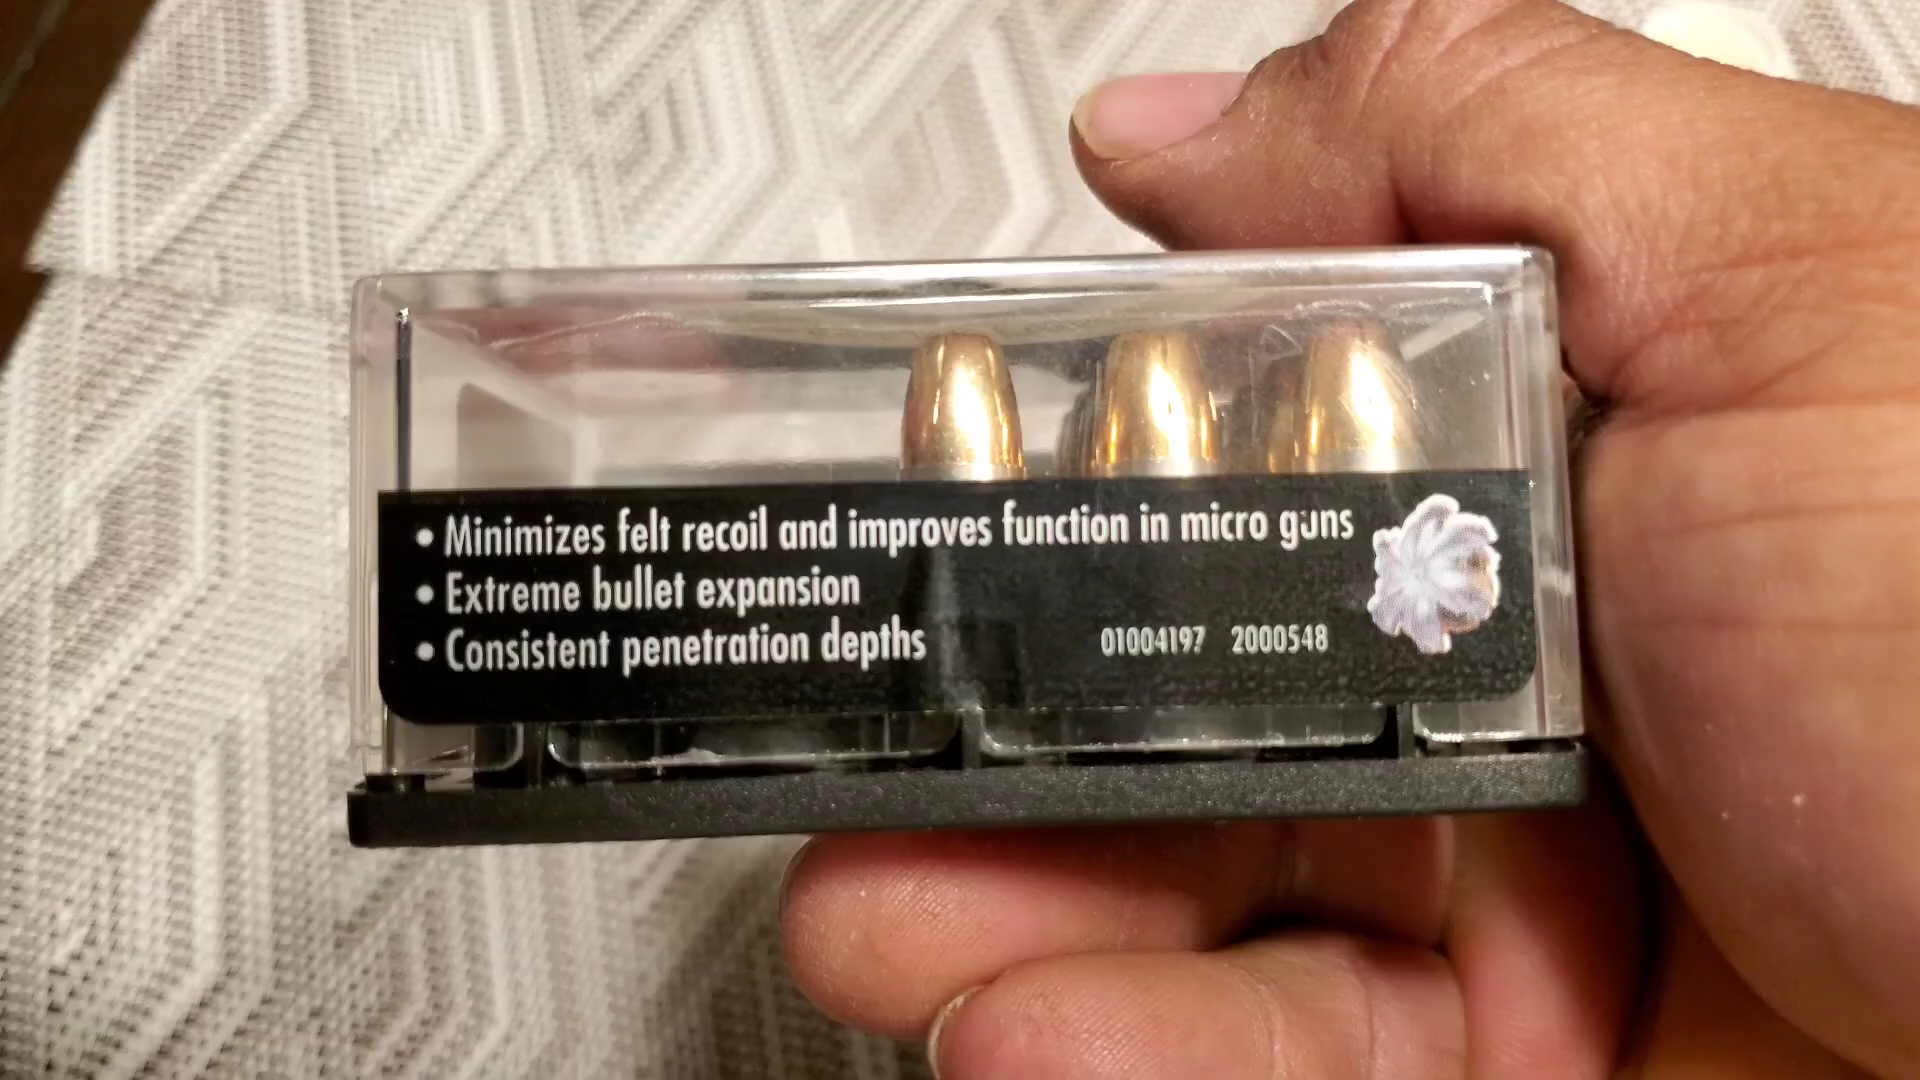 • Minimizes felt recoil and improves function in micro guns
• Extreme bullet expansion
• Consistent penetration depths
01004197 2000548